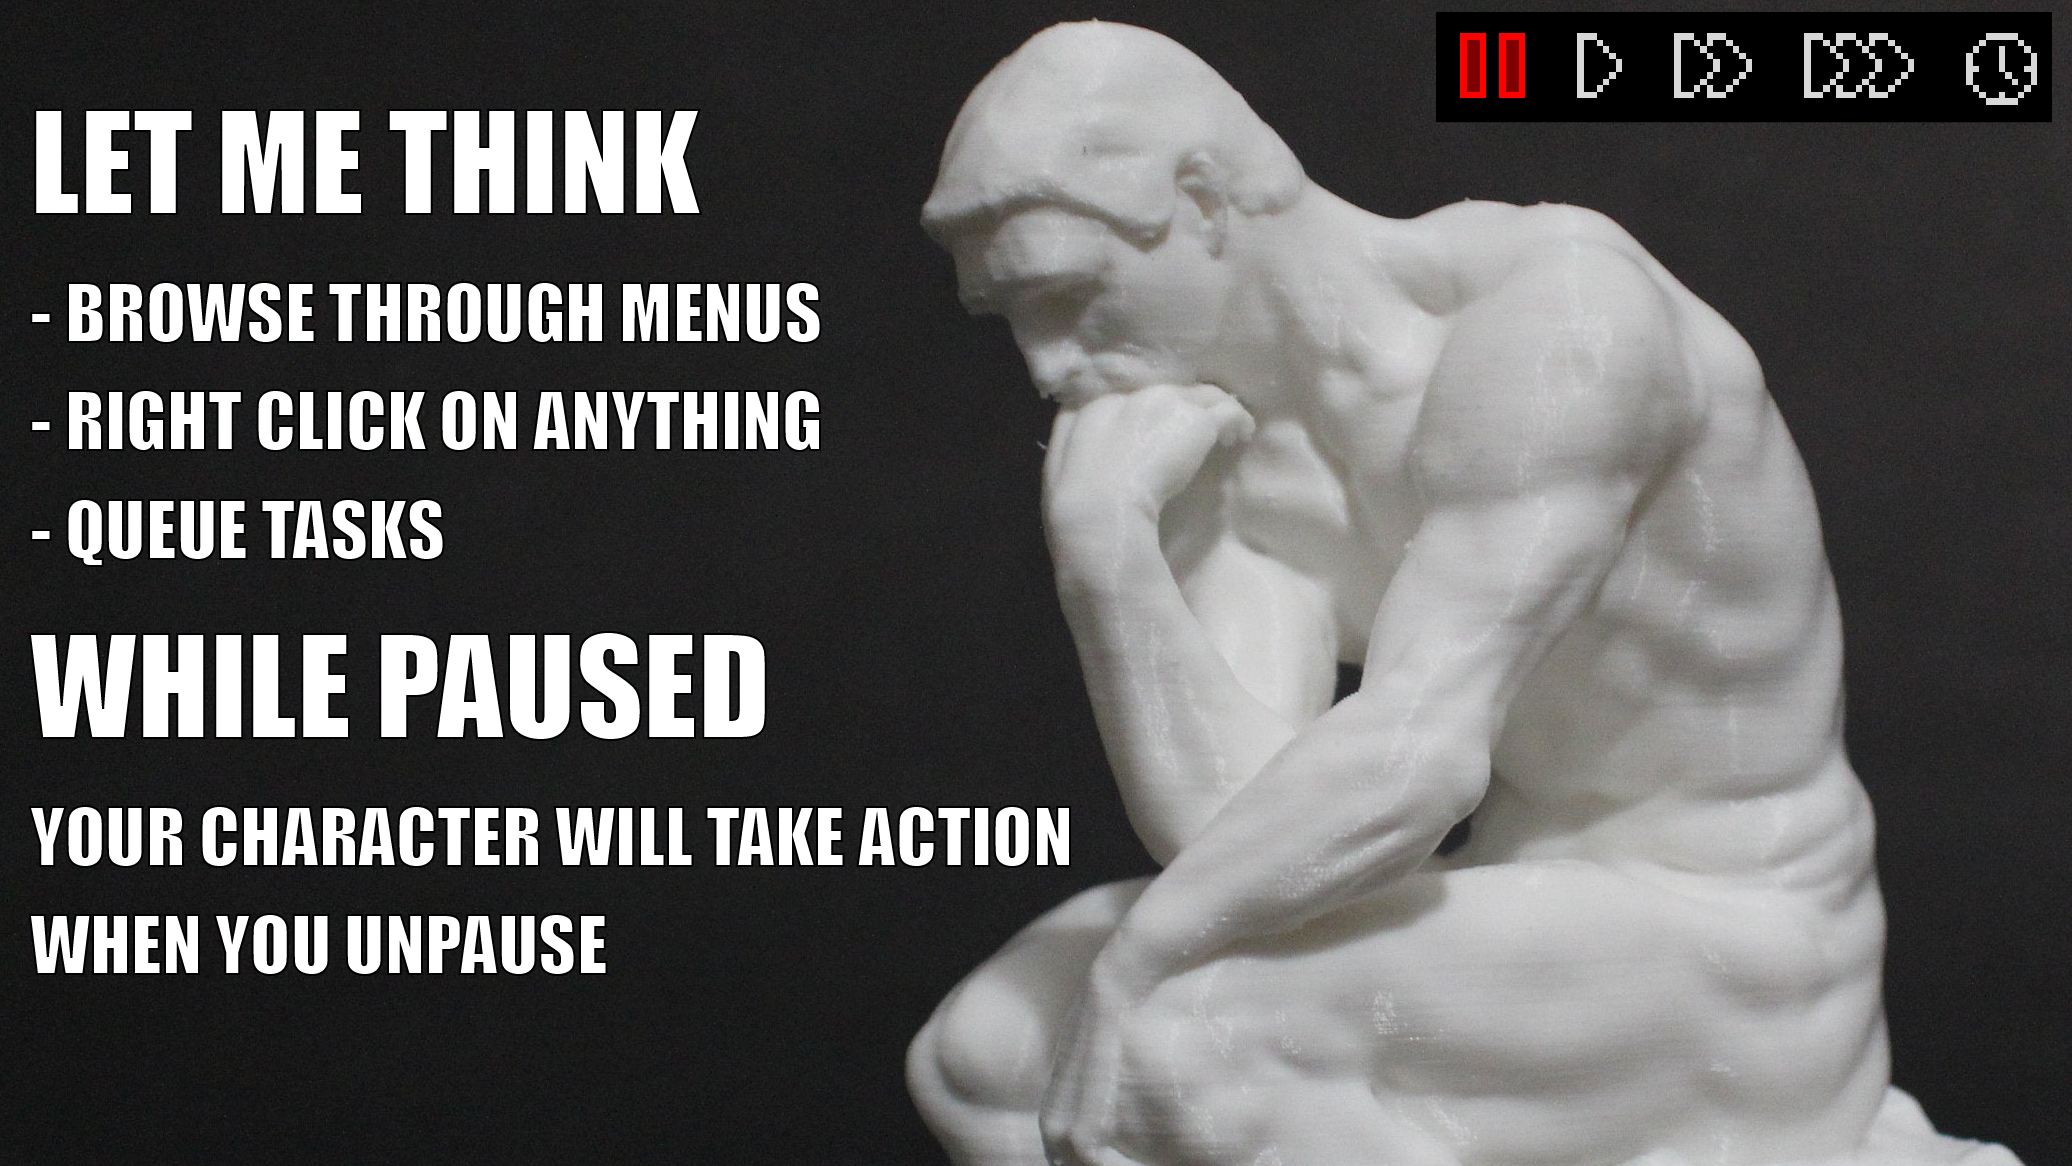 LET ME THINK
- BROWSE THROUGH MENUS
- RIGHT CLICK ON ANYTHING
- QUEUE TASKS
WHILE PAUSED
YOUR CHARACTER WILL TAKE ACTION
WHEN YOU UNPAUSE